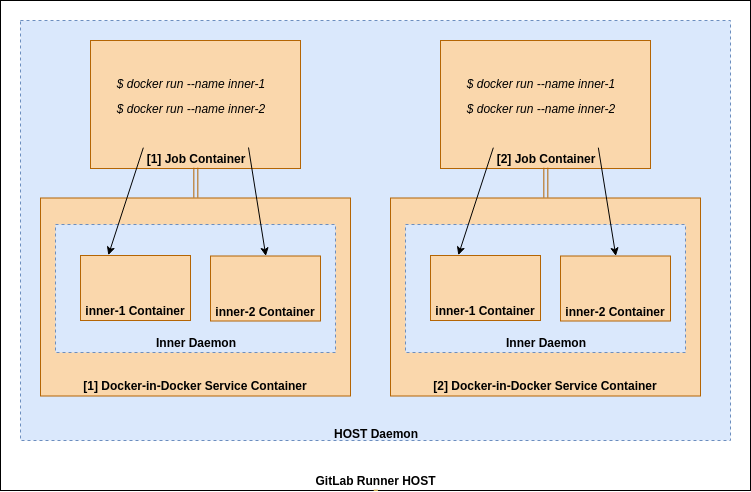 $ docker run --name inner-1
$ docker run --name inner-2
[1] Job Container
$ docker run --name inner-1
$ docker run --name inner-2
[2] Job Container
inner-1 Container
inner-2 Container
Inner Daemon
[1] Docker-in-Docker Service Container
inner-1 Container
inner-2 Container
Inner Daemon
[2] Docker-in-Docker Service Container
HOST Daemon
GitLab Runner HOST